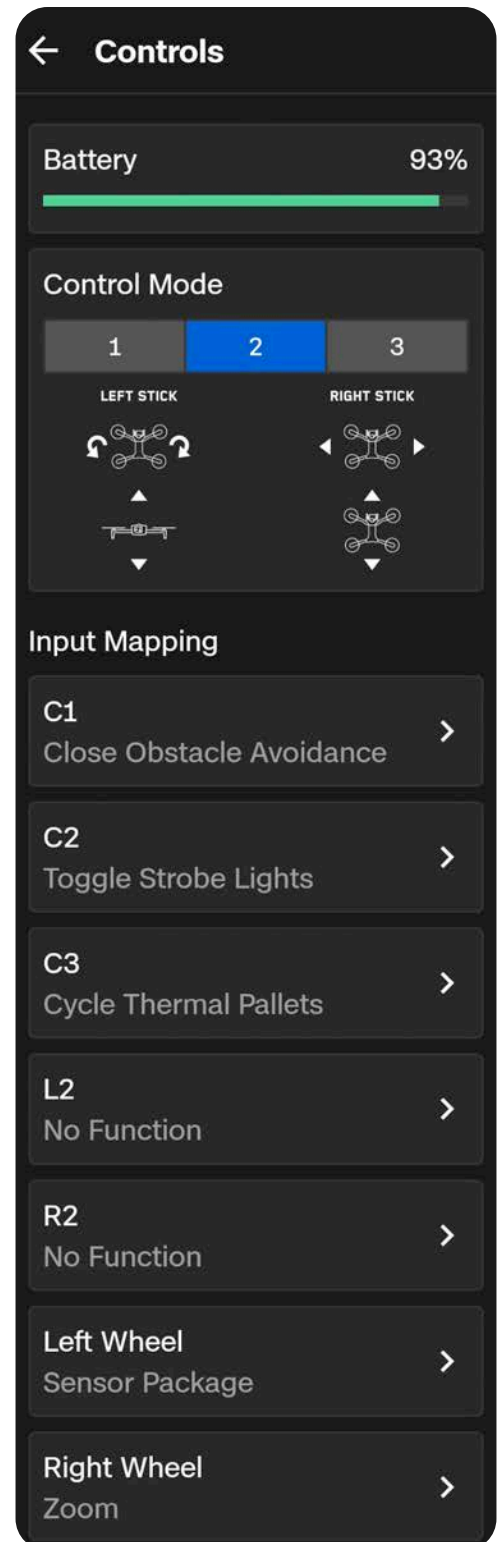 Controls
Battery 93%
Control Mode
1 2 3
LEFT STICK RIGHT STICK
Input Mapping
C1
Close Obstacle Avoidance
C2
Toggle Strobe Lights
C3
Cycle Thermal Pallets
L2
No Function
R2
No Function
Left Wheel
Sensor Package
Right Wheel
Zoom